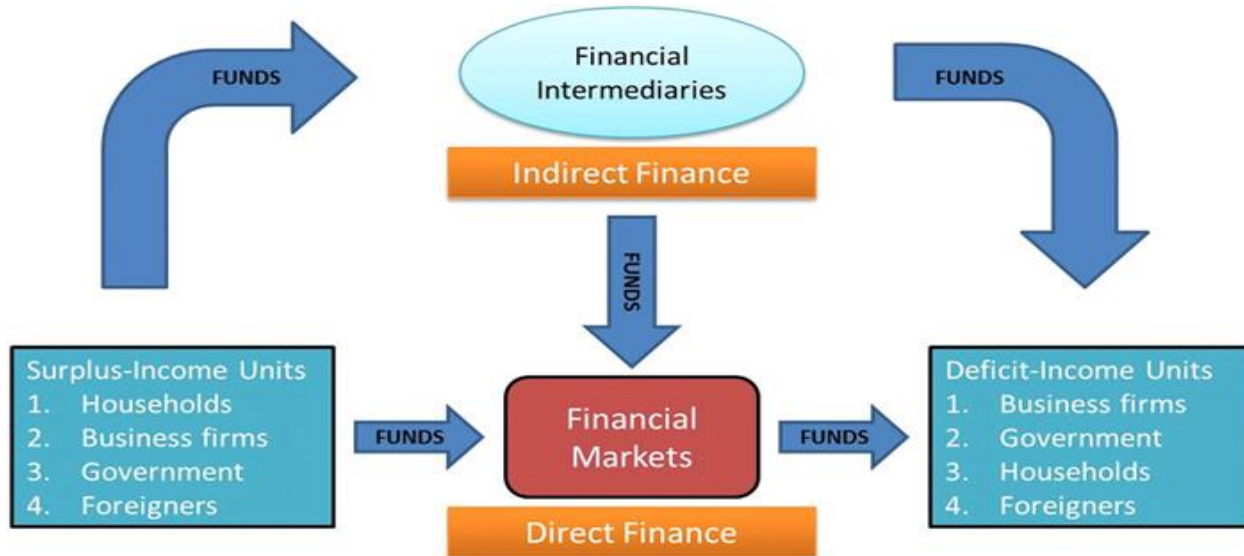 FUNDS
Financial
Intermediaries
FUNDS
Indirect Finance
FUNDS
Surplus-Income Units
1. Households
2. Business firms
3. Government
4. Foreigners
FUNDS
Financial
Markets
FUNDS
Deficit-Income Units
1. Business firms
2. Government
3. Households
4. Foreigners
Direct Finance